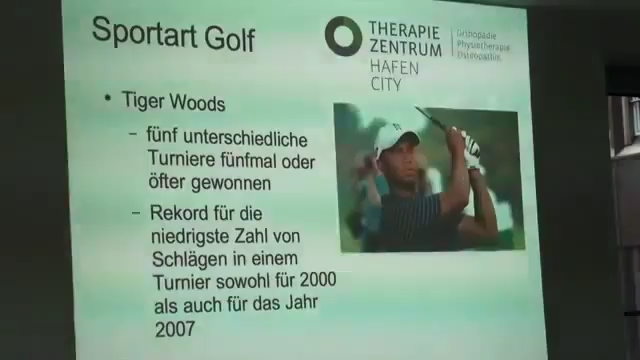 Sportart Golf
THERAPIE
ZENTRUM
HAFEN
CITY
Orthopädie
Physiotherapie
Osteopathie
• Tiger Woods
– fünf unterschiedliche
Turniere fünfmal oder
öfter gewonnen
– Rekord für die
niedrigste Zahl von
Schlägen in einem
Turnier sowohl für 2000
als auch für das Jahr
2007